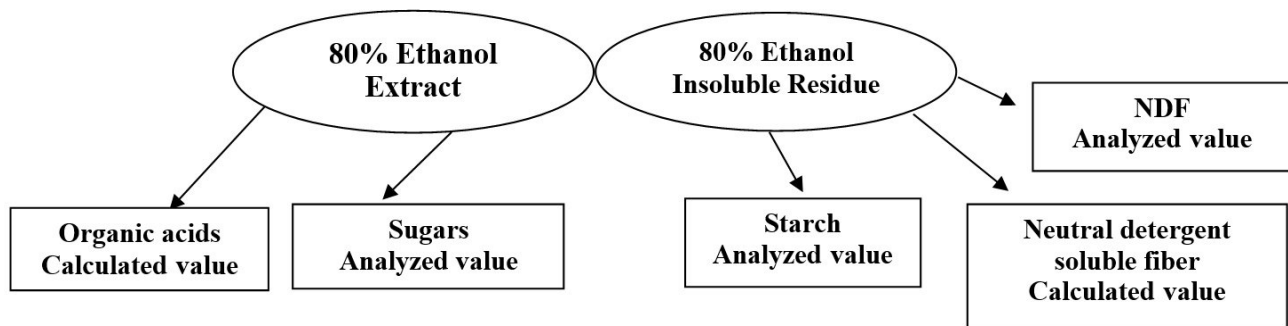 80% Ethanol
Extract
80% Ethanol
Insoluble Residue
NDF
Analyzed value
Organic acids
Calculated value
Sugars
Analyzed value
Starch
Analyzed value
Neutral detergent
soluble fiber
Calculated value